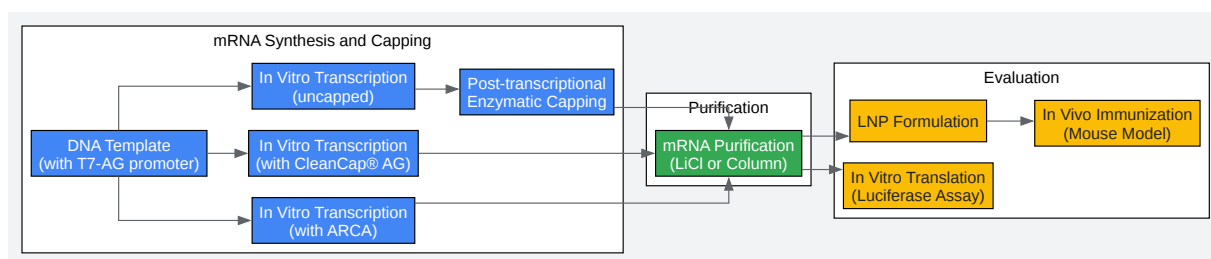 mRNA Synthesis and Capping
In Vitro Transcription
(uncapped)
Post-transcriptional
Enzymatic Capping
DNA Template
(with T7-AG promoter)
In Vitro Transcription
(with CleanCap® AG)
In Vitro Transcription
(with ARCA)
Purification
mRNA Purification
(LiCl or Column)
Evaluation
LNP Formulation
In Vivo Immunization
(Mouse Model)
In Vitro Translation
(Luciferase Assay)